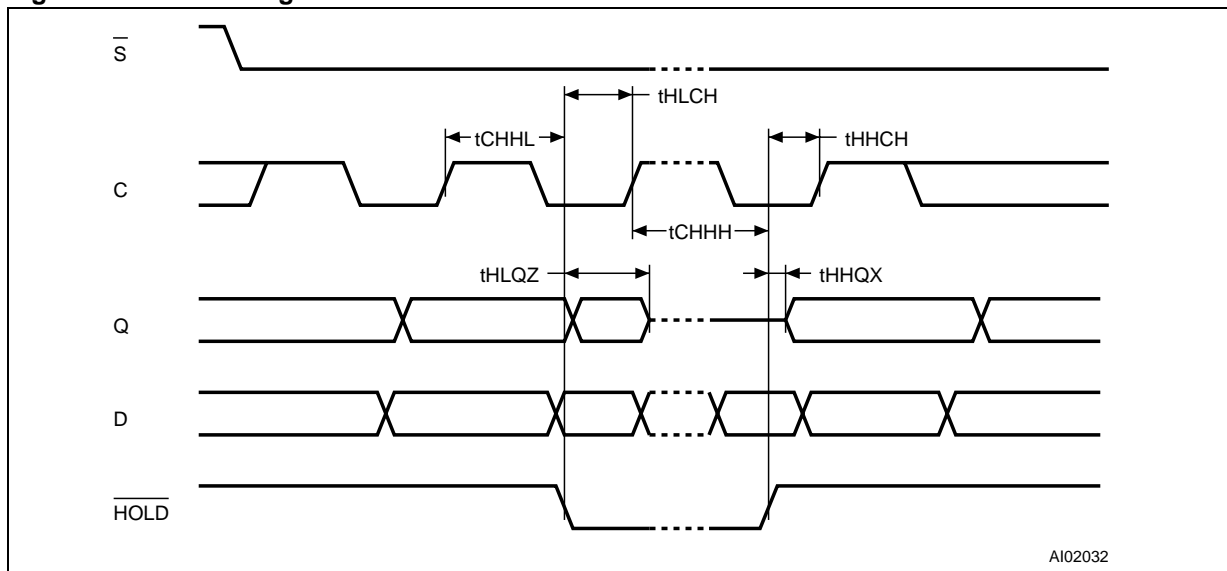 S
tHLCH
tCHHL
tHHCH
C
tCHHH
tHLQZ
tHHQX
Q
D
HOLD
AI02032